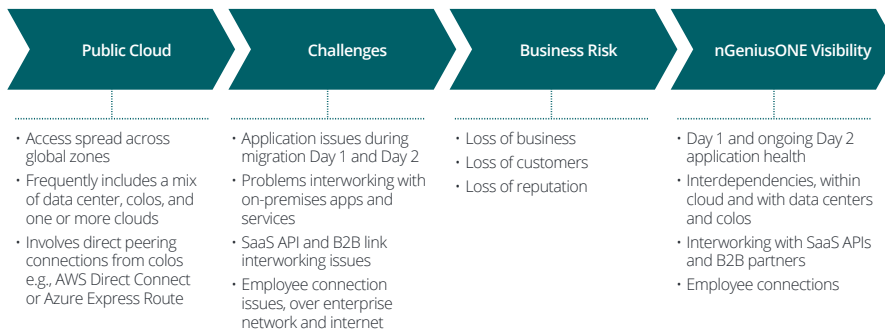 Public Cloud
Challenges
Business Risk
nGeniusONE Visibility
• Access spread across
global zones
• Frequently includes a mix
of data center, colos, and
one or more clouds
• Involves direct peering
connections from colos
e.g., AWS Direct Connect
or Azure Express Route
• Application issues during
migration Day 1 and Day 2
• Problems interworking with
on-premises apps and
services
• SaaS API and B2B link
interworking issues
• Employee connection
issues, over enterprise
network and internet
• Loss of business
• Loss of customers
• Loss of reputation
• Day 1 and ongoing Day 2
application health
• Interdependencies, within
cloud and with data centers
and colos
• Interworking with SaaS APIs
and B2B partners
• Employee connections